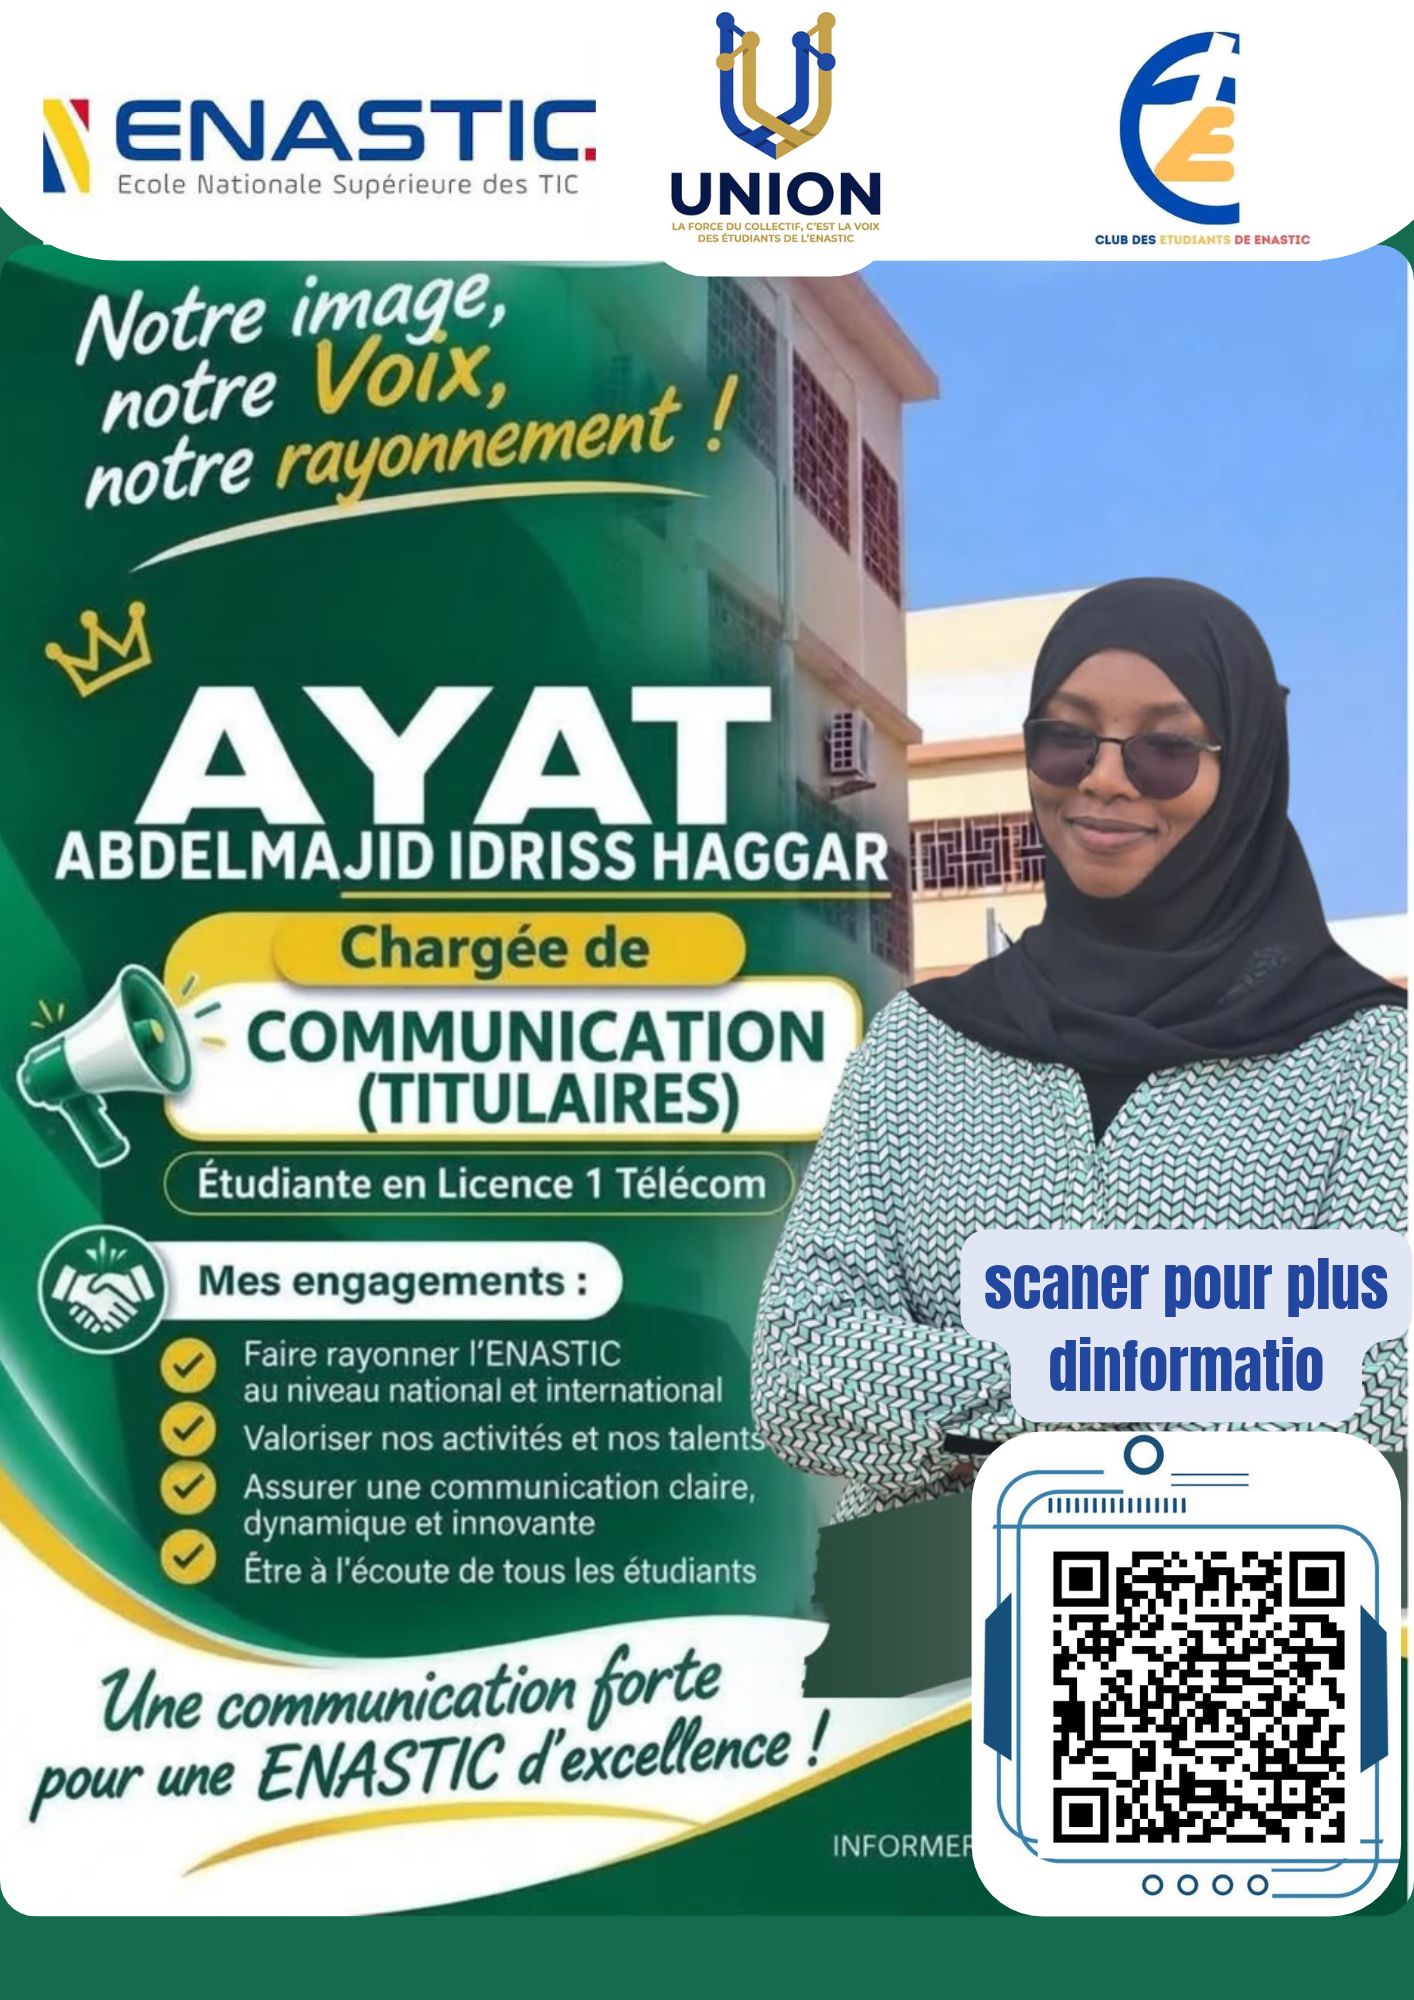 ENASTIC.
Ecole Nationale Supérieure des TIC
UNION
LA FORCE DU COLLECTIF, C'EST LA VOIX
DES ÉTUDIANTS DE L'ENASTIC
CLUB DES ETUDIANTS DE ENASTIC
Notre image,
notre Voix,
notre rayonnement !
AYAT
ABDELMAJID IDRISS HAGGAR
Chargée de
COMMUNICATION
(TITULAIRES)
Étudiante en Licence 1 Télécom
Mes engagements :
Faire rayonner l'ENASTIC
au niveau national et international
Valoriser nos activités et nos talents
Assurer une communication claire,
dynamique et innovante
Être à l'écoute de tous les étudiants
scaner pour plus
dinformatio
Une communication forte
pour une ENASTIC d'excellence !
INFORMER